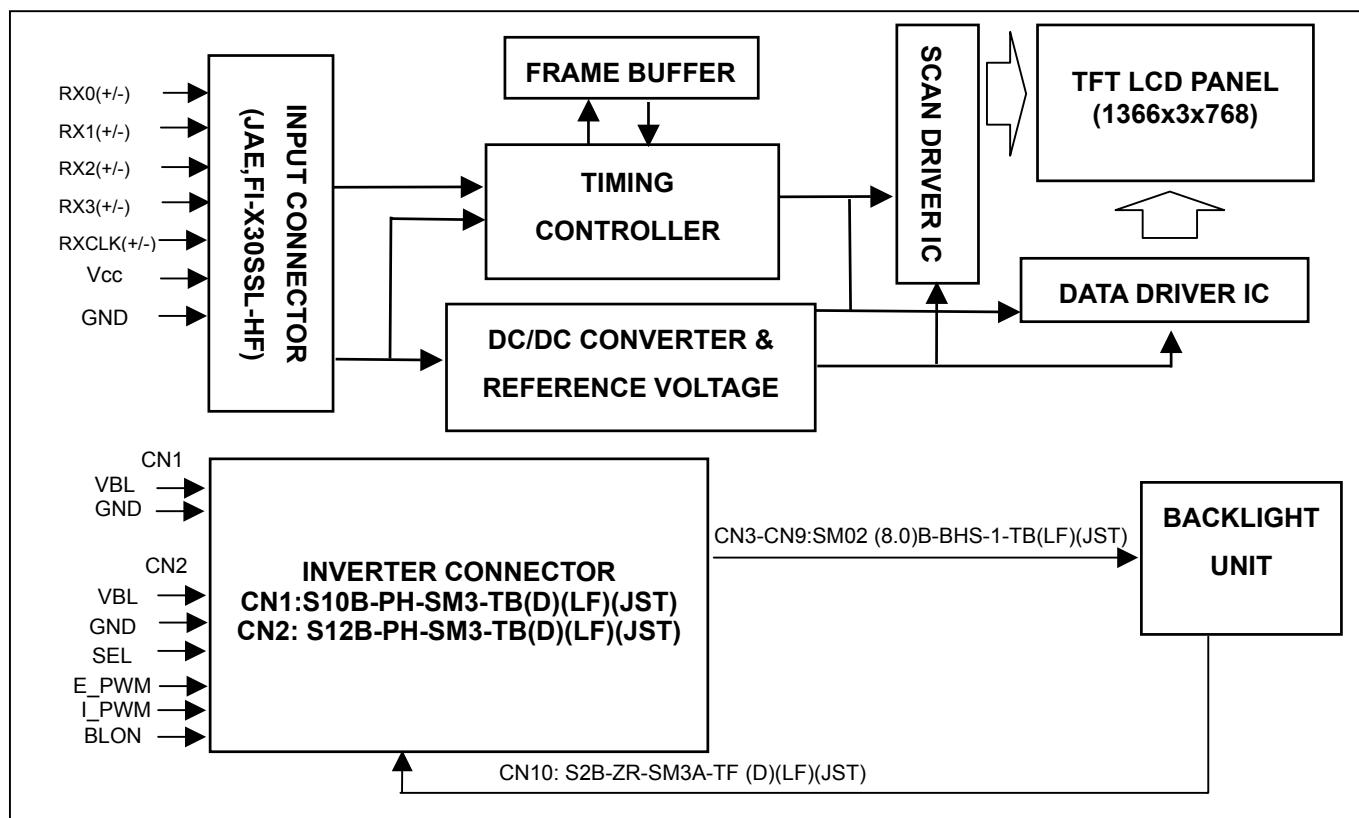 RX0(+/-)
RX1(+/-)
RX2(+/-)
RX3(+/-)
RXCLK(+/-)
Vcc
GND
INPUT CONNECTOR
(JAE,FI-X30SSL-HF)
FRAME BUFFER
TIMING
CONTROLLER
DC/DC CONVERTER &
REFERENCE VOLTAGE
SCAN DRIVER IC
TFT LCD PANEL
(1366x3x768)
DATA DRIVER IC
CN1
VBL
GND
CN2
VBL
GND
SEL
E_PWM
I_PWM
BLON
INVERTER CONNECTOR
CN1:S10B-PH-SM3-TB(D)(LF)(JST)
CN2: S12B-PH-SM3-TB(D)(LF)(JST)
CN3-CN9:SM02 (8.0)B-BHS-1-TB(LF)(JST)
BACKLIGHT
UNIT
CN10: S2B-ZR-SM3A-TF (D)(LF)(JST)